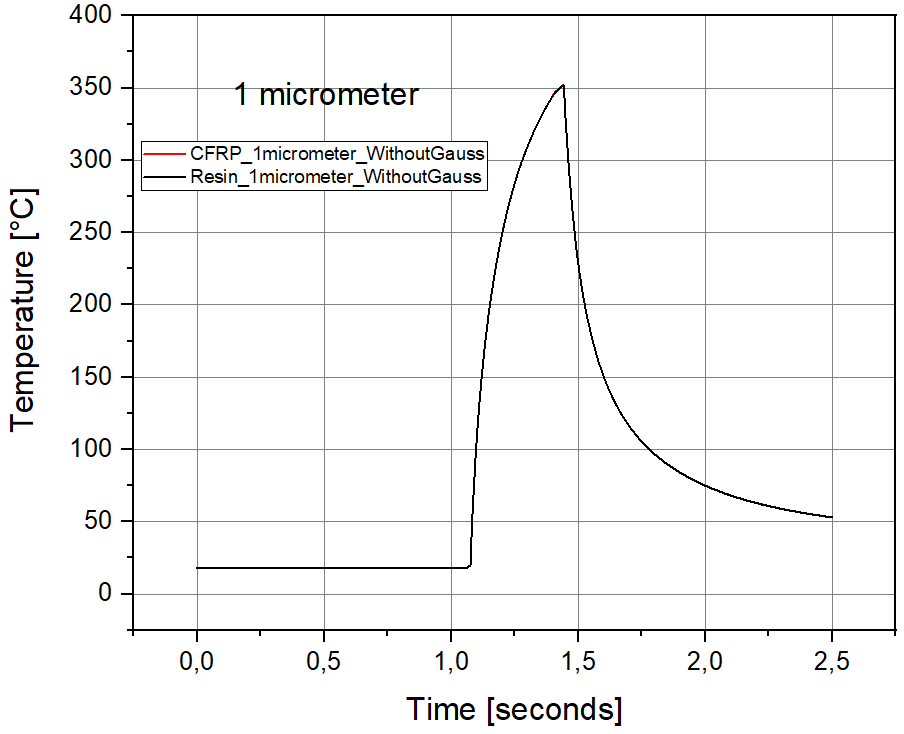 400
350
300
250
200
150
100
50
0
Temperature [°C]
1 micrometer
CFRP_1micrometer_WithoutGauss
Resin_1micrometer_WithoutGauss
0,0 0,5 1,0 1,5 2,0 2,5
Time [seconds]